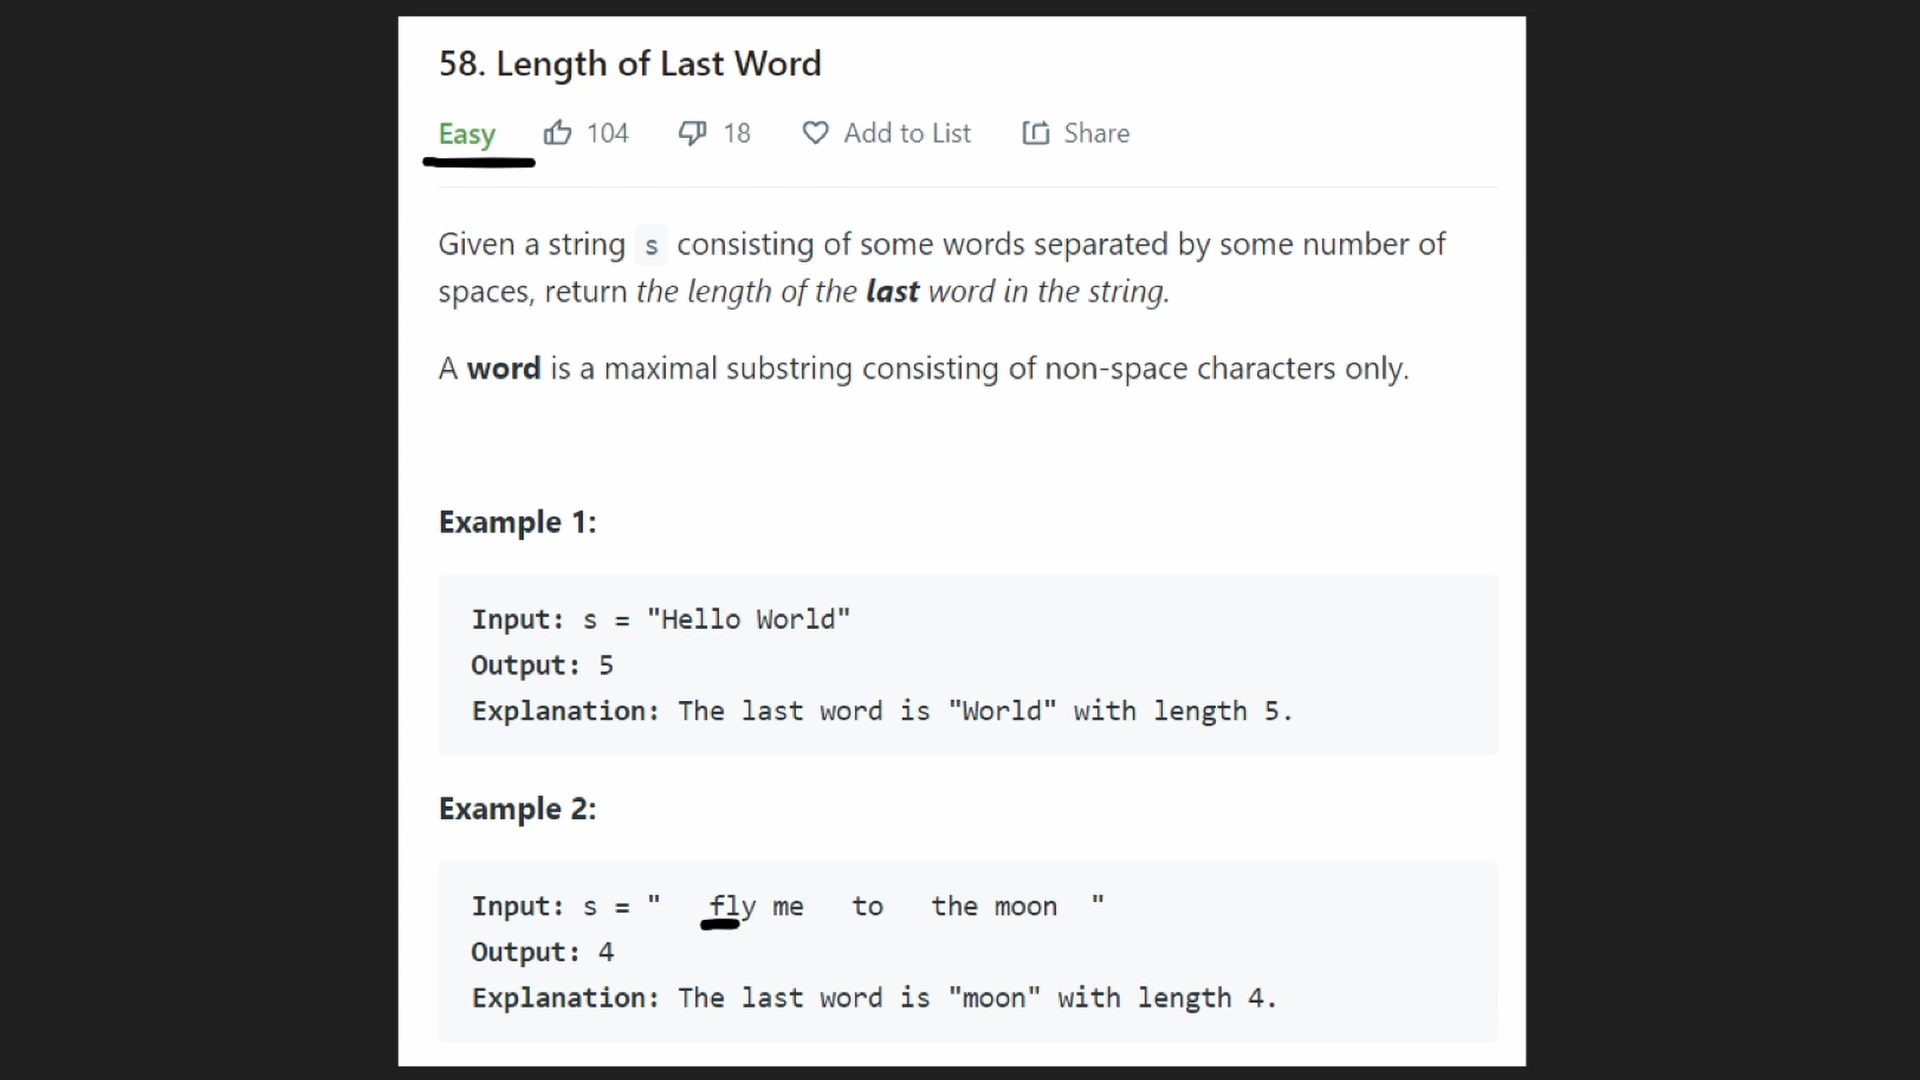 58. Length of Last Word
Easy 104 18 Add to List Share
Given a string s consisting of some words separated by some number of
spaces, return the length of the last word in the string.
A word is a maximal substring consisting of non-space characters only.
Example 1:
Input: s = "Hello World"
Output: 5
Explanation: The last word is "World" with length 5.
Example 2:
Input: s = "   fly me   to   the moon  "
Output: 4
Explanation: The last word is "moon" with length 4.